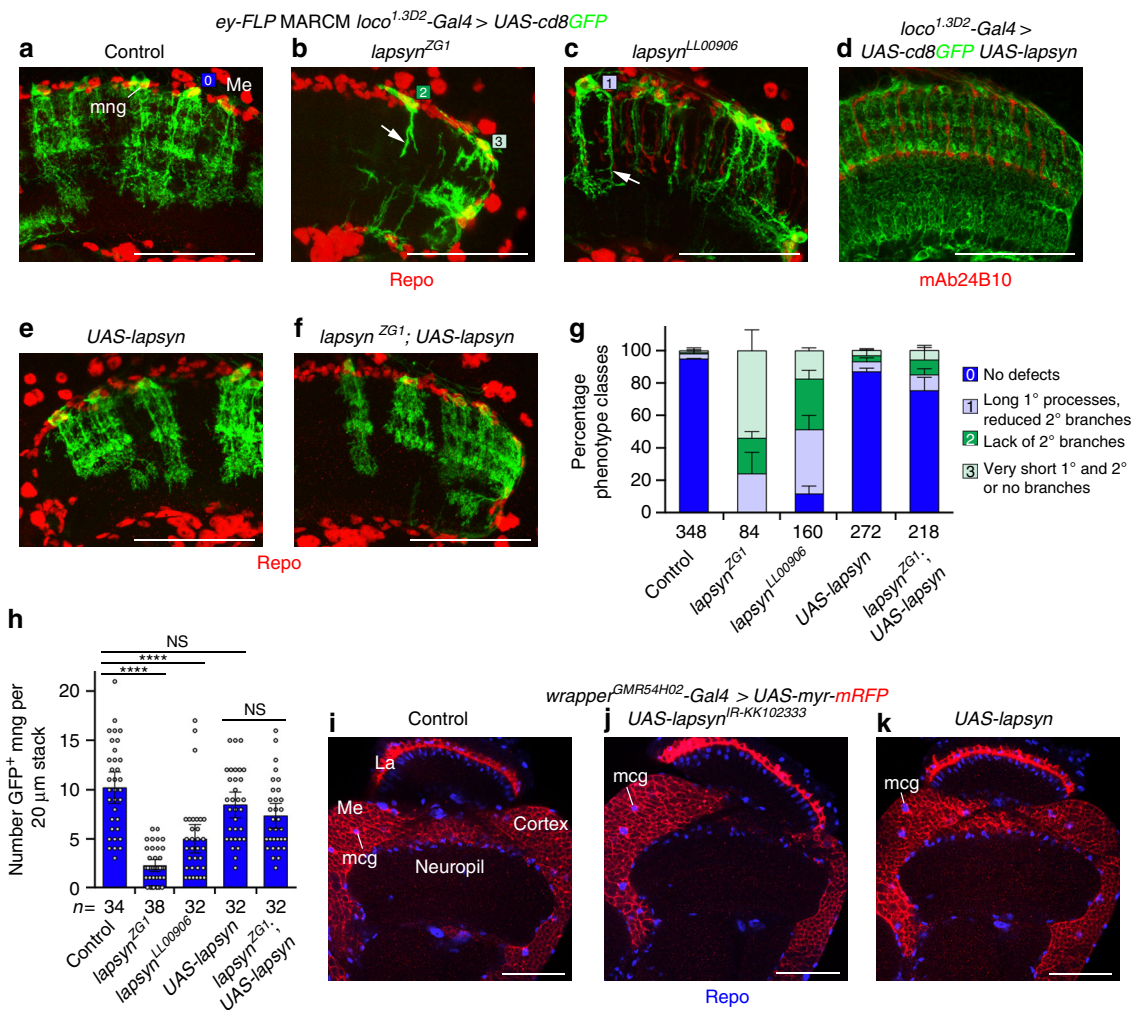 ey-FLP MARCM loco1.3D2-Gal4 > UAS-cd8GFP
loco1.3D2-Gal4 >
UAS-cd8GFP UAS-lapsyn
a Control
b lapsynZG1
c lapsynLL00906
d
0 Me
mng
2
3
1
Repo
mAb24B10
e UAS-lapsyn
f lapsyn ZG1; UAS-lapsyn
Repo
g
Percentage
phenotype classes
100
80
60
40
20
0
348 84 160 272 218
Control
lapsynZG1
lapsynLL00906
UAS-lapsyn
lapsynZG1;
UAS-lapsyn
0 No defects
1 Long 1° processes,
reduced 2° branches
2 Lack of 2° branches
3 Very short 1° and 2°
or no branches
h
Number GFP+ mng per
20 μm stack
20
15
10
5
0
NS
****
****
NS
n= 34 38 32 32 32
Control
lapsynZG1
lapsynLL00906
UAS-lapsyn
lapsynZG1;
UAS-lapsyn
wrapperGMR54H02-Gal4 > UAS-myr-mRFP
i Control
j UAS-lapsynIR-KK102333
k UAS-lapsyn
La
Me
mcg
Cortex
Neuropil
mcg
mcg
Repo